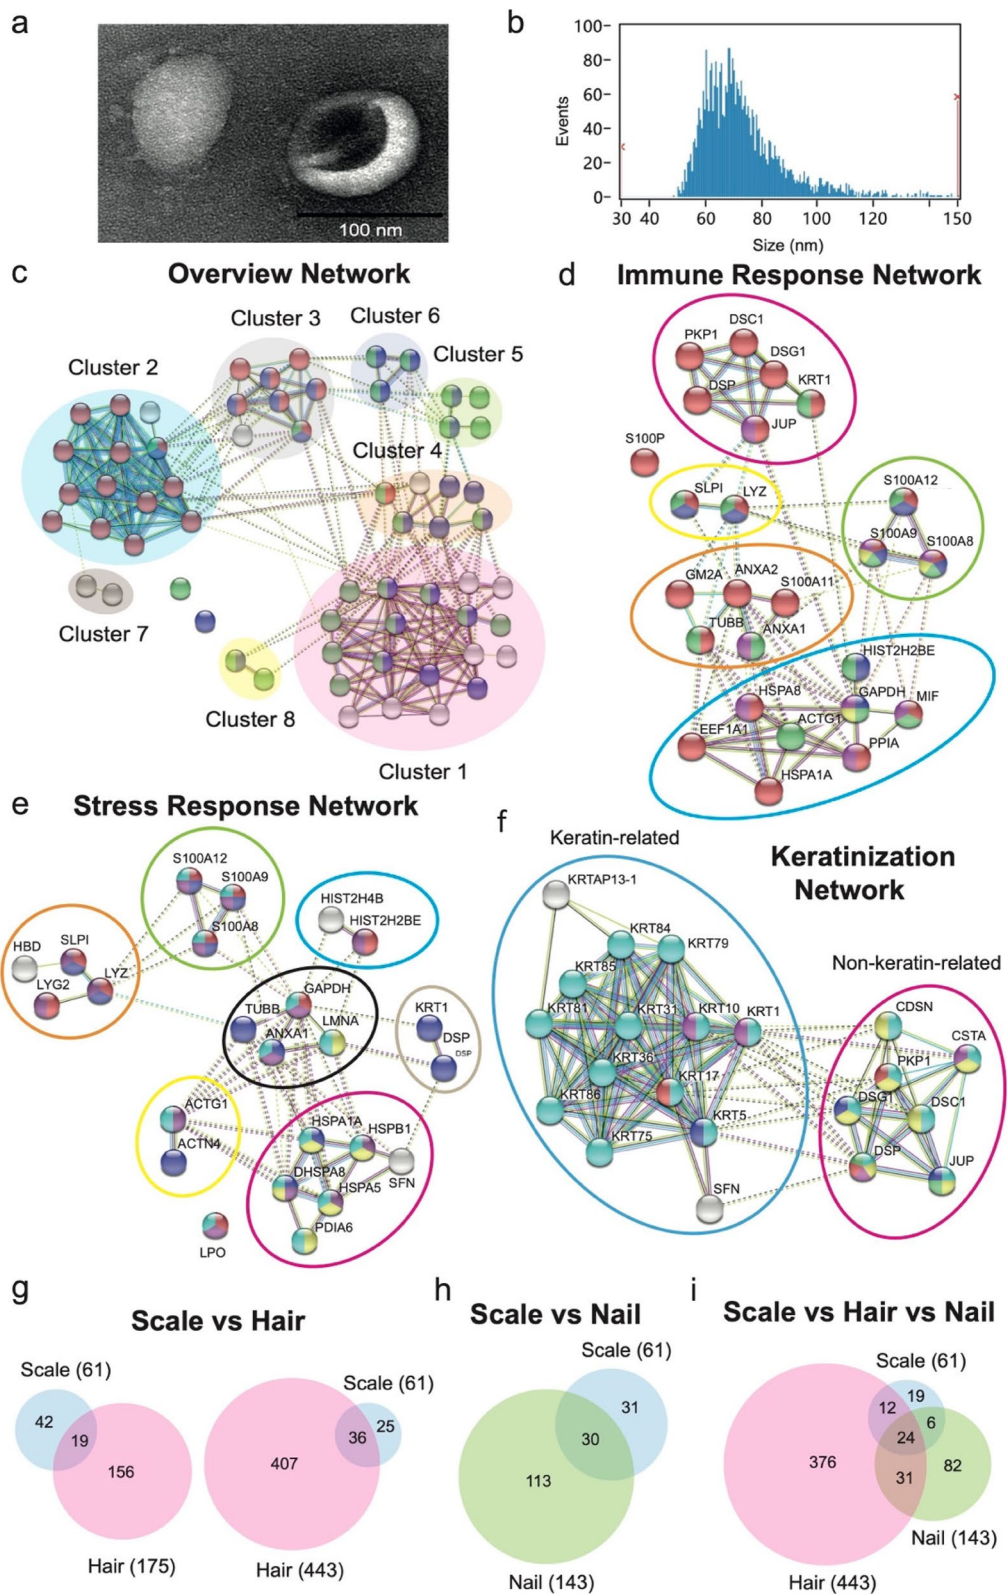 a
100 nm
b
Events
100
80
60
40
20
0
30 40 60 80 100 120 150
Size (nm)
c
Overview Network
Cluster 2
Cluster 3
Cluster 6
Cluster 5
Cluster 4
Cluster 7
Cluster 8
Cluster 1
d
Immune Response Network
DSC1
PKP1
DSG1
DSP
KRT1
JUP
S100P
SLPI
LYZ
S100A12
S100A9
S100A8
GM2A
ANXA2
S100A11
TUBB
ANXA1
HIST2H2BE
HSPA8
GAPDH
MIF
EEF1A1
ACTG1
PPIA
HSPA1A
e
Stress Response Network
S100A12
S100A9
S100A8
HIST2H4B
HIST2H2BE
HBD
SLPI
LYG2
LYZ
GAPDH
TUBB
LMNA
ANXA1
KRT1
DSP
DSP
ACTG1
ACTN4
HSPA1A
HSPB1
DHSPA8
HSPA5
SFN
PDIA6
LPO
f
Keratinization
Network
Keratin-related
KRTAP13-1
KRT84
KRT79
KRT85
KRT81
KRT31
KRT10
KRT1
KRT36
KRT17
KRT86
KRT5
KRT75
SFN
Non-keratin-related
CDSN
CSTA
PKP1
DSG1
DSC1
DSP
JUP
g
Scale vs Hair
Scale (61)
42
19
156
Hair (175)
Scale (61)
25
36
407
Hair (443)
h
Scale vs Nail
Scale (61)
31
30
113
Nail (143)
i
Scale vs Hair vs Nail
Scale (61)
19
12
6
24
376
31
82
Nail (143)
Hair (443)